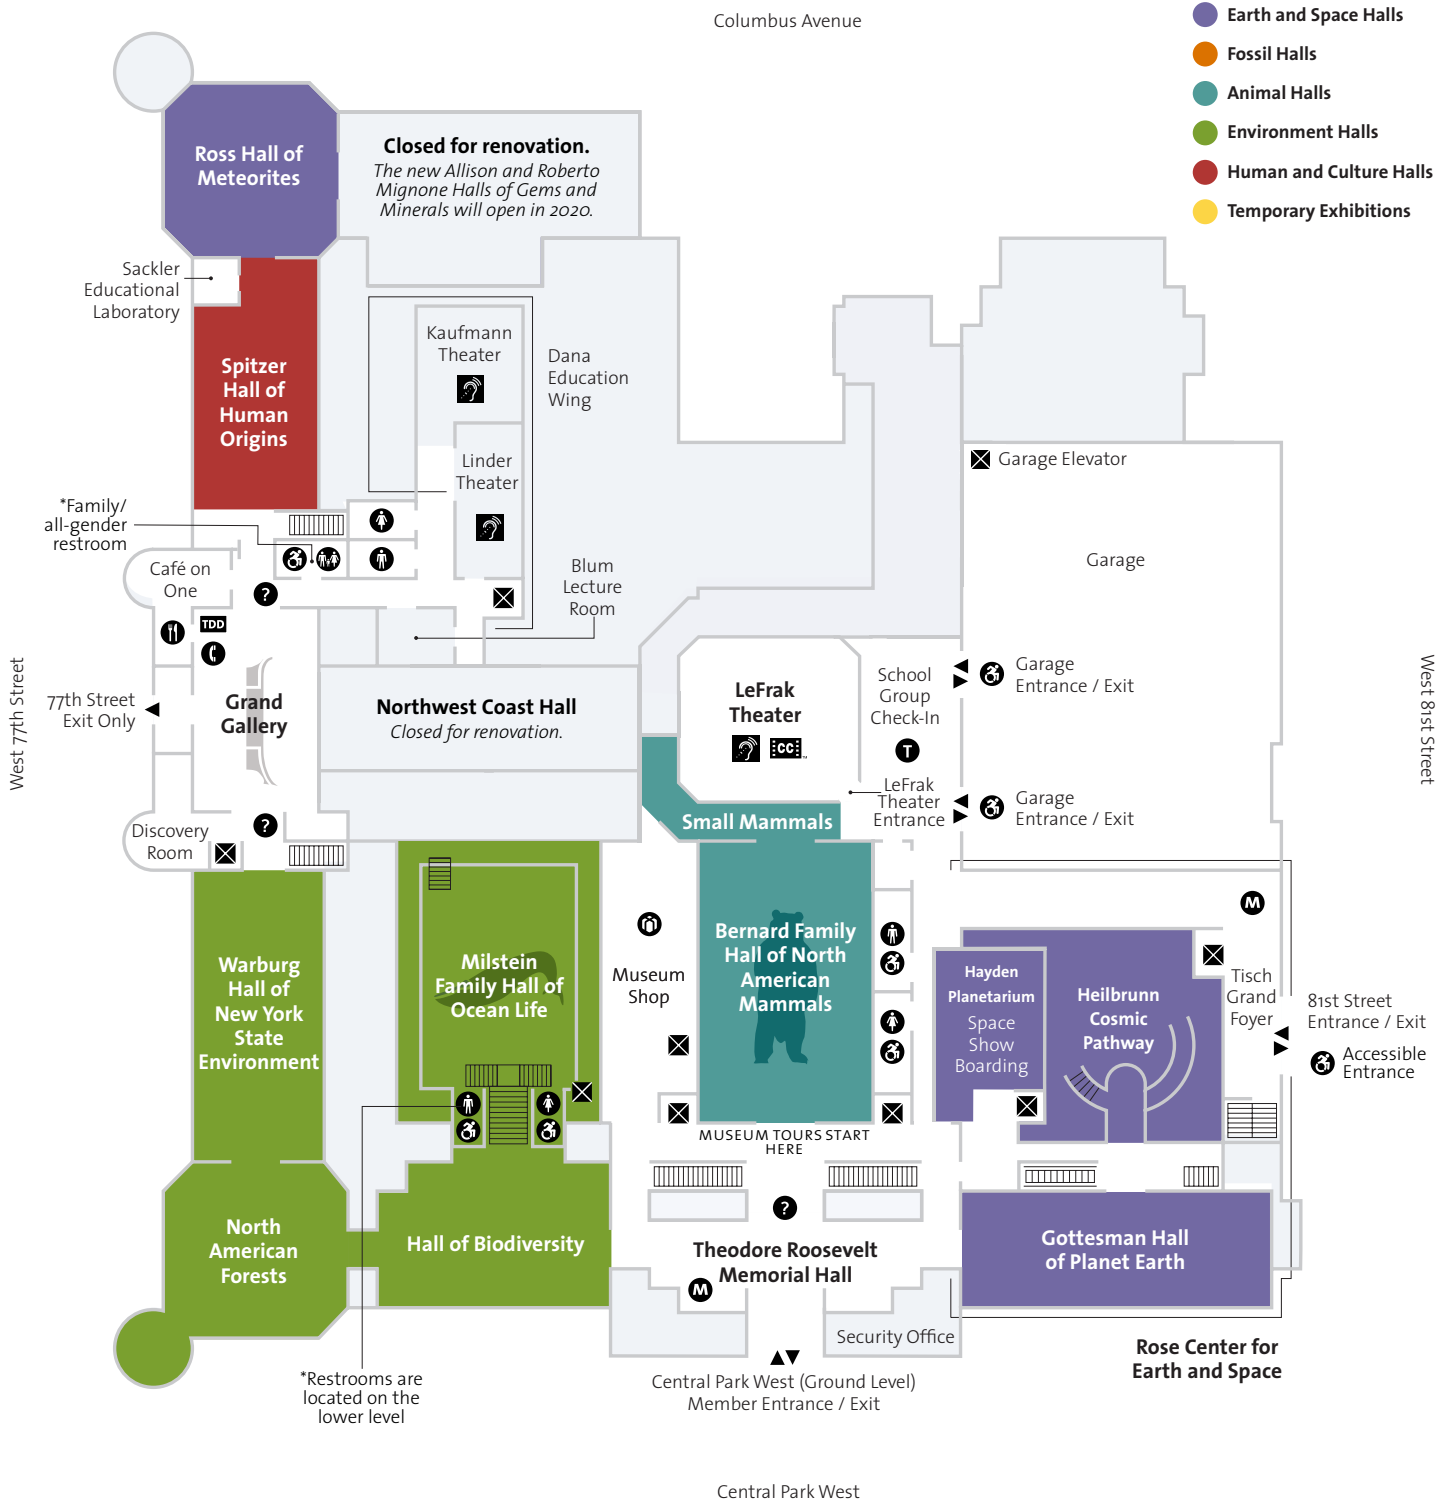 Columbus Avenue
Earth and Space Halls
Fossil Halls
Animal Halls
Environment Halls
Human and Culture Halls
Temporary Exhibitions
Ross Hall of
Meteorites
Closed for renovation.
The new Allison and Roberto
Mignone Halls of Gems and
Minerals will open in 2020.
Sackler
Educational
Laboratory
Spitzer
Hall of
Human
Origins
Kaufmann
Theater
Dana
Education
Wing
Linder
Theater
Garage Elevator
Garage
*Family/
all-gender
restroom
Café on
One
?
TDD
Blum
Lecture
Room
West 77th Street
77th Street
Exit Only
Grand
Gallery
Northwest Coast Hall
Closed for renovation.
LeFrak
Theater
CC
School
Group
Check-In
T
LeFrak
Theater
Entrance
Garage
Entrance / Exit
Garage
Entrance / Exit
West 81st Street
Discovery
Room
?
Small Mammals
Warburg
Hall of
New York
State
Environment
Milstein
Family Hall of
Ocean Life
Museum
Shop
Bernard Family
Hall of North
American
Mammals
M
Hayden
Planetarium
Space
Show
Boarding
Heilbrunn
Cosmic
Pathway
Tisch
Grand
Foyer
81st Street
Entrance / Exit
Accessible
Entrance
MUSEUM TOURS START
HERE
?
North
American
Forests
Hall of Biodiversity
Theodore Roosevelt
Memorial Hall
M
Gottesman Hall
of Planet Earth
Security Office
Rose Center for
Earth and Space
*Restrooms are
located on the
lower level
Central Park West (Ground Level)
Member Entrance / Exit
Central Park West